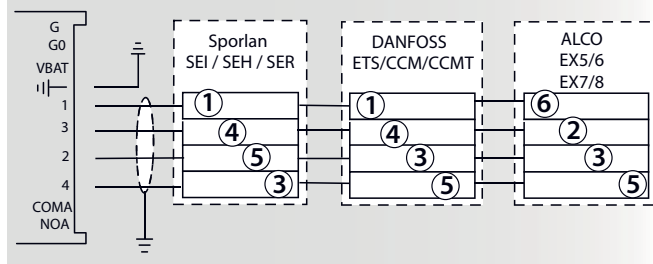 G
G0
VBAT
1
3
2
4
COMA
NOA
Sporlan
SEI / SEH / SER
1
4
5
3
DANFOSS
ETS/CCM/CCMT
1
4
3
5
ALCO
EX5/6
EX7/8
6
2
3
5